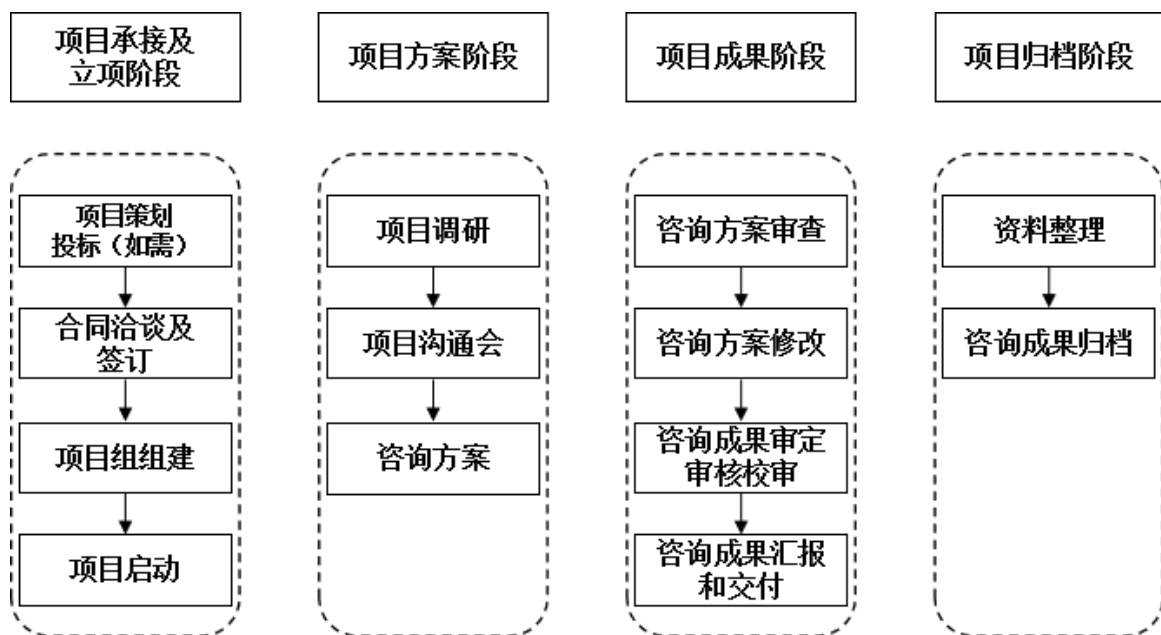 项目承接及
立项阶段
项目方案阶段
项目成果阶段
项目归档阶段
项目策划
投标（如需）
合同洽谈及
签订
项目组组建
项目启动
项目调研
项目沟通会
咨询方案
咨询方案审查
咨询方案修改
咨询成果审定
审核校审
咨询成果汇报
和交付
资料整理
咨询成果归档